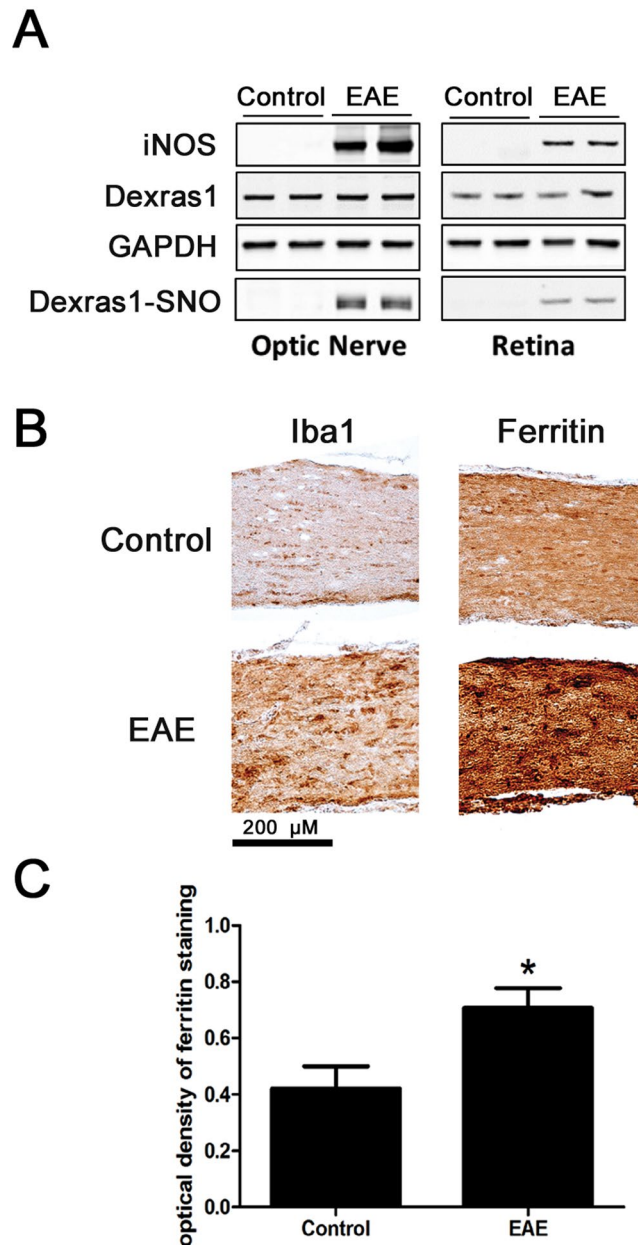 A
Control EAE Control EAE
iNOS
Dexras1
GAPDH
Dexras1-SNO
Optic Nerve Retina
B
Iba1 Ferritin
Control
EAE
200 µM
C
optical density of ferritin staining
1.0
0.8
0.6
0.4
0.2
0.0
*
Control EAE